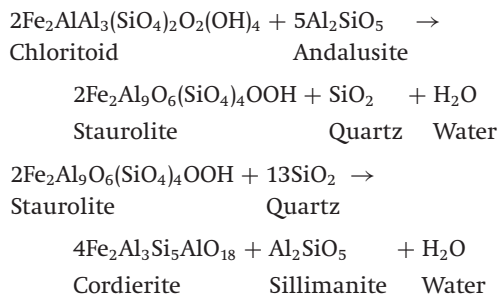 2Fe₂AlAl₃(SiO₄)₂O₂(OH)₄ + 5Al₂SiO₅ →
Chloritoid Andalusite
2Fe₂Al₉O₆(SiO₄)₄OOH + SiO₂ + H₂O
Staurolite Quartz Water
2Fe₂Al₉O₆(SiO₄)₄OOH + 13SiO₂ →
Staurolite Quartz
4Fe₂Al₃Si₅AlO₁₈ + Al₂SiO₅ + H₂O
Cordierite Sillimanite Water